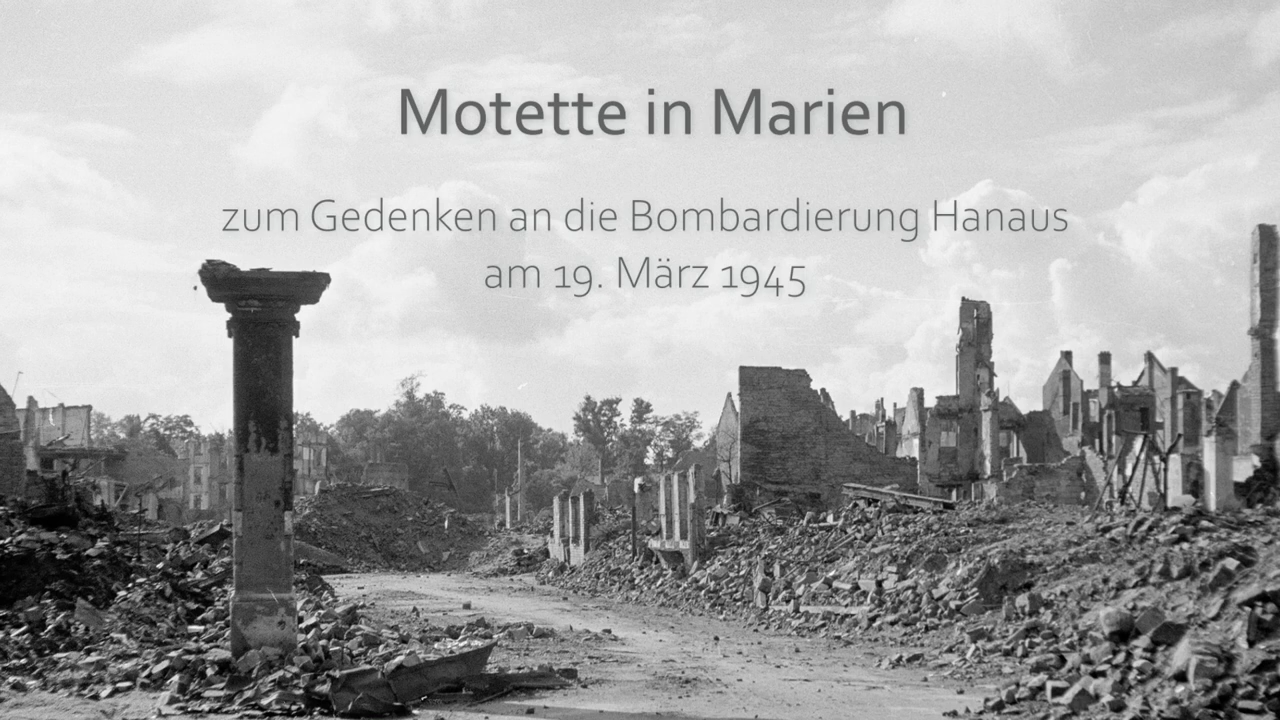 Motette in Marien
zum Gedenken an die Bombardierung Hanaus
am 19. März 1945